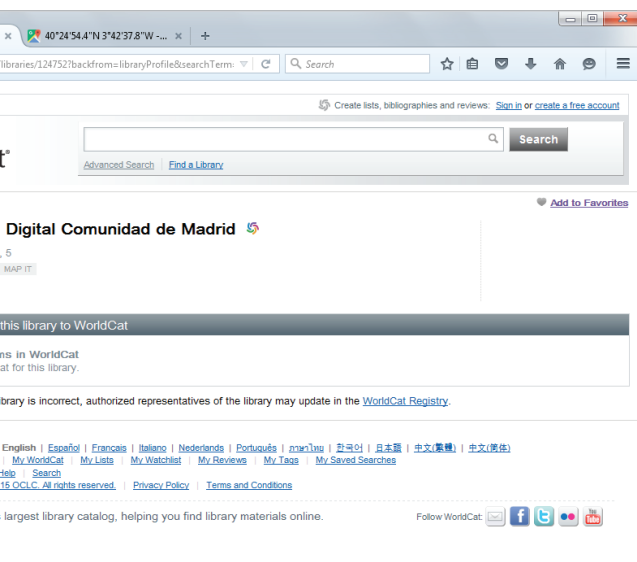 40°24'54.4"N 3°42'37.8"W -...
/libraries/124752?backfrom=libraryProfile&searchTerm:
Search
Create lists, bibliographies and reviews: Sign in or create a free account
t
Search
Advanced Search Find a Library
Add to Favorites
Digital Comunidad de Madrid
, 5
MAP IT
this library to WorldCat
ms in WorldCat
at for this library.
ibrary is incorrect, authorized representatives of the library may update in the WorldCat Registry.
English | Español | Français | Italiano | Nederlands | Português | ภาษาไทย | 한국어 | 日本語 | 中文(繁體) | 中文(简体)
My WorldCat | My Lists | My Watchlist | My Reviews | My Tags | My Saved Searches
Help | Search
15 OCLC. All rights reserved. | Privacy Policy | Terms and Conditions
s largest library catalog, helping you find library materials online.
Follow WorldCat:
You Tube